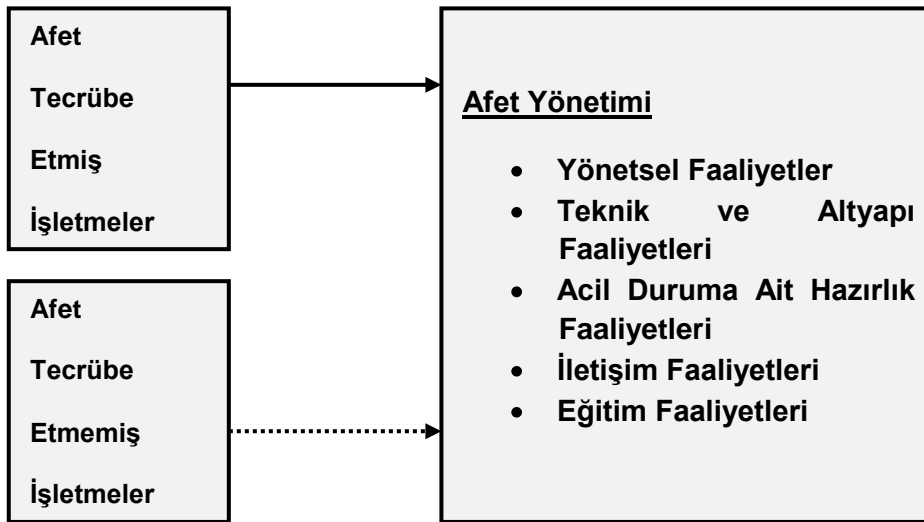 Afet
Tecrübe
Etmiş
İşletmeler
Afet
Tecrübe
Etmemiş
İşletmeler
Afet Yönetimi
• Yönetsel Faaliyetler
• Teknik ve Altyapı
Faaliyetleri
• Acil Duruma Ait Hazırlık
Faaliyetleri
• İletişim Faaliyetleri
• Eğitim Faaliyetleri